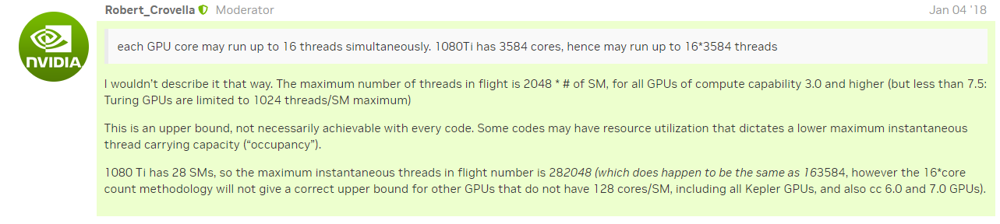 Robert_Crovella Moderator Jan 04 '18
NVIDIA
each GPU core may run up to 16 threads simultaneously. 1080Ti has 3584 cores, hence may run up to 16*3584 threads
I wouldn’t describe it that way. The maximum number of threads in flight is 2048 * # of SM, for all GPUs of compute capability 3.0 and higher (but less than 7.5:
Turing GPUs are limited to 1024 threads/SM maximum)
This is an upper bound, not necessarily achievable with every code. Some codes may have resource utilization that dictates a lower maximum instantaneous
thread carrying capacity (“occupancy”).
1080 Ti has 28 SMs, so the maximum instantaneous threads in flight number is 282048 (which does happen to be the same as 163584, however the 16*core
count methodology will not give a correct upper bound for other GPUs that do not have 128 cores/SM, including all Kepler GPUs, and also cc 6.0 and 7.0 GPUs).